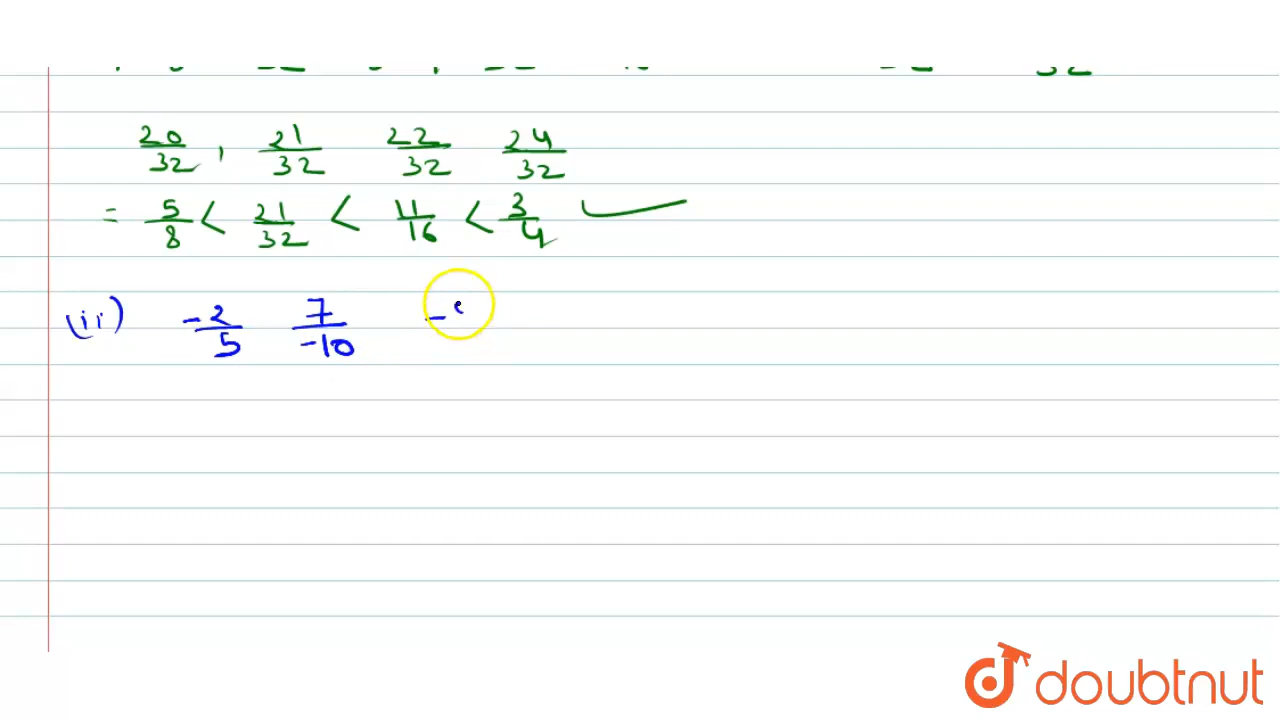 20/32, 21/32 22/32 24/32
= 5/8 < 21/32 < 11/16 < 3/4
(ii) -2/5 7/-10 -
doubtnut